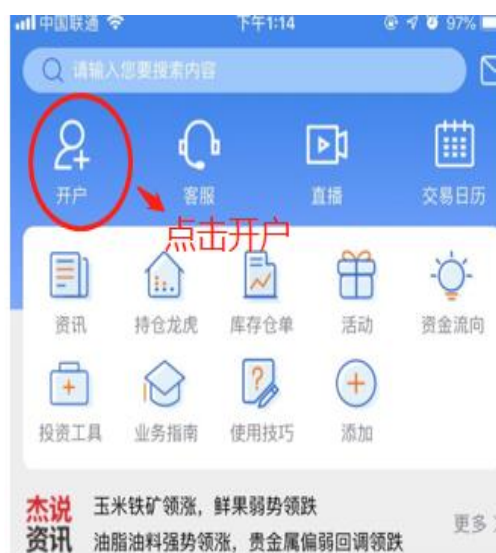 中国联通 下午1:14 97%
请输入您要搜索内容
开户 客服 直播 交易日历
点击开户
资讯 持仓龙虎 库存仓单 活动 资金流向
投资工具 业务指南 使用技巧 添加
杰说 玉米铁矿领涨，鲜果弱势领跌
更多
资讯 油脂油料强势领涨，贵金属偏弱回调领跌